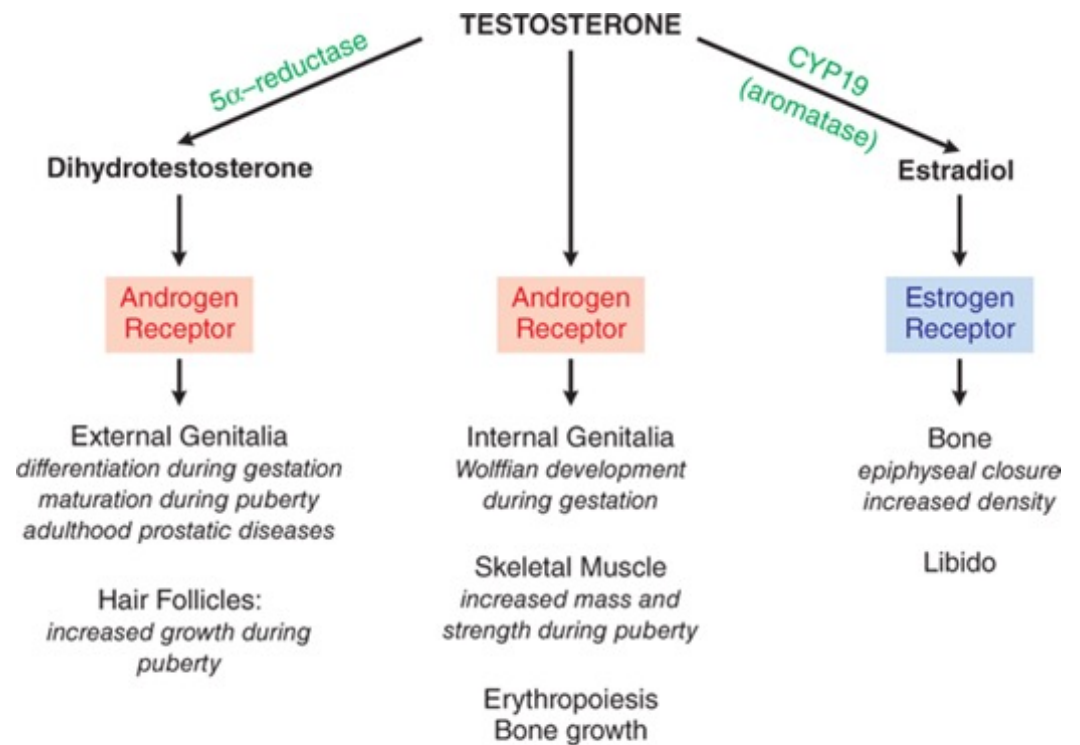 TESTOSTERONE
5α–reductase
CYP19
(aromatase)
Dihydrotestosterone
Estradiol
Androgen
Receptor
Androgen
Receptor
Estrogen
Receptor
External Genitalia
differentiation during gestation
maturation during puberty
adulthood prostatic diseases
Hair Follicles:
increased growth during
puberty
Internal Genitalia
Wolffian development
during gestation
Skeletal Muscle
increased mass and
strength during puberty
Erythropoiesis
Bone growth
Bone
epiphyseal closure
increased density
Libido